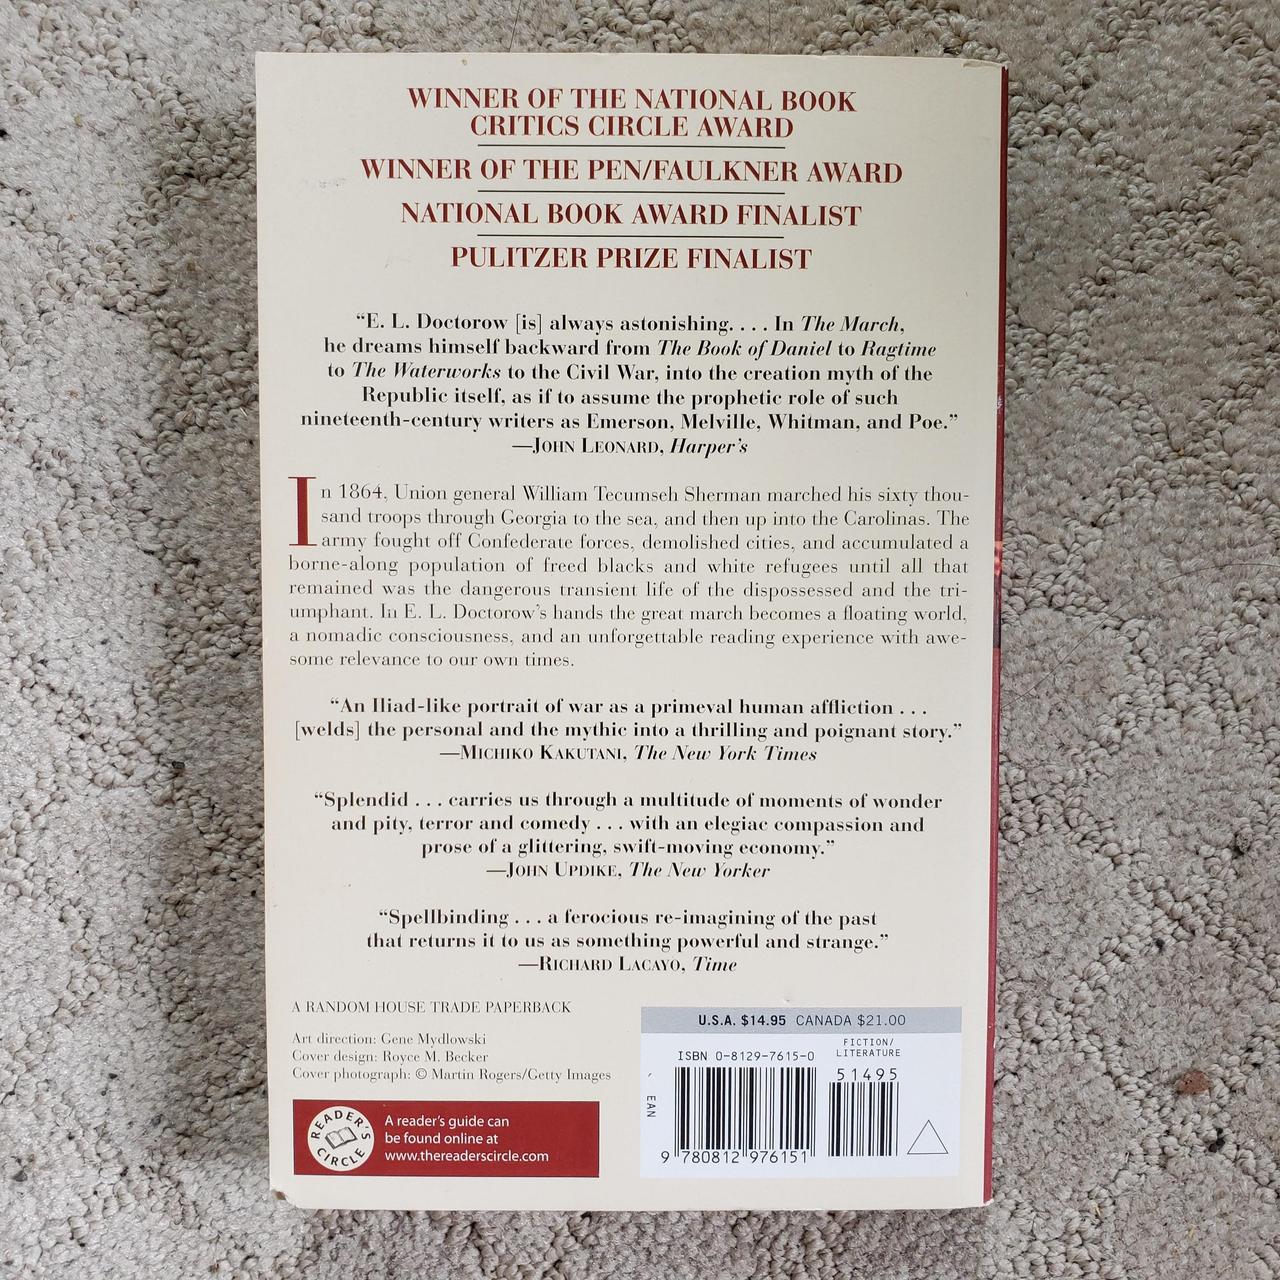 WINNER OF THE NATIONAL BOOK
CRITICS CIRCLE AWARD
WINNER OF THE PEN/FAULKNER AWARD
NATIONAL BOOK AWARD FINALIST
PULITZER PRIZE FINALIST
“E. L. Doctorow [is] always astonishing. . . . In The March,
he dreams himself backward from The Book of Daniel to Ragtime
to The Waterworks to the Civil War, into the creation myth of the
Republic itself, as if to assume the prophetic role of such
nineteenth-century writers as Emerson, Melville, Whitman, and Poe.”
—JOHN LEONARD, Harper’s
In 1864, Union general William Tecumseh Sherman marched his sixty thou-
sand troops through Georgia to the sea, and then up into the Carolinas. The
army fought off Confederate forces, demolished cities, and accumulated a
borne-along population of freed blacks and white refugees until all that
remained was the dangerous transient life of the dispossessed and the tri-
umphant. In E. L. Doctorow’s hands the great march becomes a floating world,
a nomadic consciousness, and an unforgettable reading experience with awe-
some relevance to our own times.
“An Iliad-like portrait of war as a primeval human affliction . . .
[welds] the personal and the mythic into a thrilling and poignant story.”
—MICHIKO KAKUTANI, The New York Times
“Splendid . . . carries us through a multitude of moments of wonder
and pity, terror and comedy . . . with an elegiac compassion and
prose of a glittering, swift-moving economy.”
—JOHN UPDIKE, The New Yorker
“Spellbinding . . . a ferocious re-imagining of the past
that returns it to us as something powerful and strange.”
—RICHARD LACAYO, Time
A RANDOM HOUSE TRADE PAPERBACK
Art direction: Gene Mydlowski
Cover design: Royce M. Becker
Cover photograph: © Martin Rogers/Getty Images
READER’S CIRCLE
A reader’s guide can
be found online at
www.thereaderscircle.com
U.S.A. $14.95 CANADA $21.00
FICTION/
LITERATURE
ISBN 0-8129-7615-0
51495
EAN
9 780812 976151